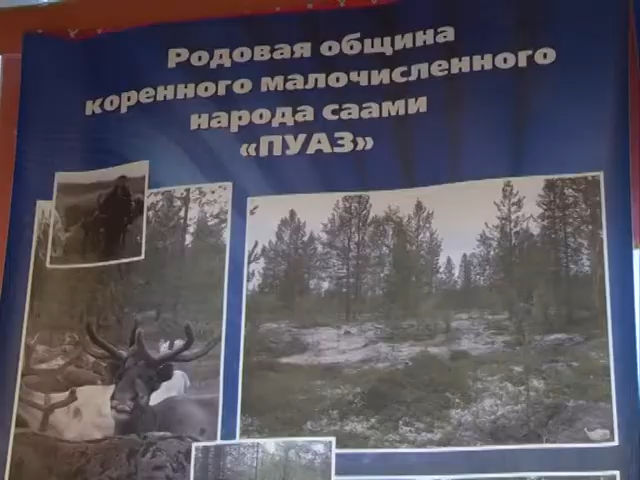 Родовая община
коренного малочисленного
народа саами
«ПУАЗ»